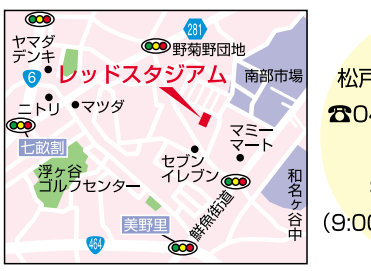 281
ヤマダ
デンキ
野菊野団地
6
レッドスタジアム
南部市場
ニトリ
マツダ
七畝割
マミー
マート
セブン
イレブン
浮ヶ谷
ゴルフセンター
和名ヶ谷中
美野里
鮮魚街道
464
松戸
☎04
(9:00